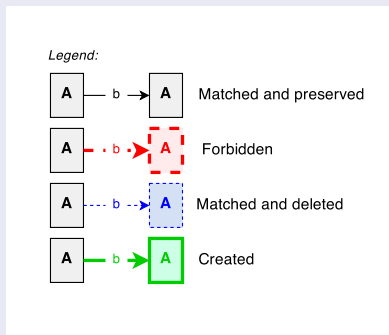 Legend:
A b A Matched and preserved
A b A Forbidden
A b A Matched and deleted
A b A Created